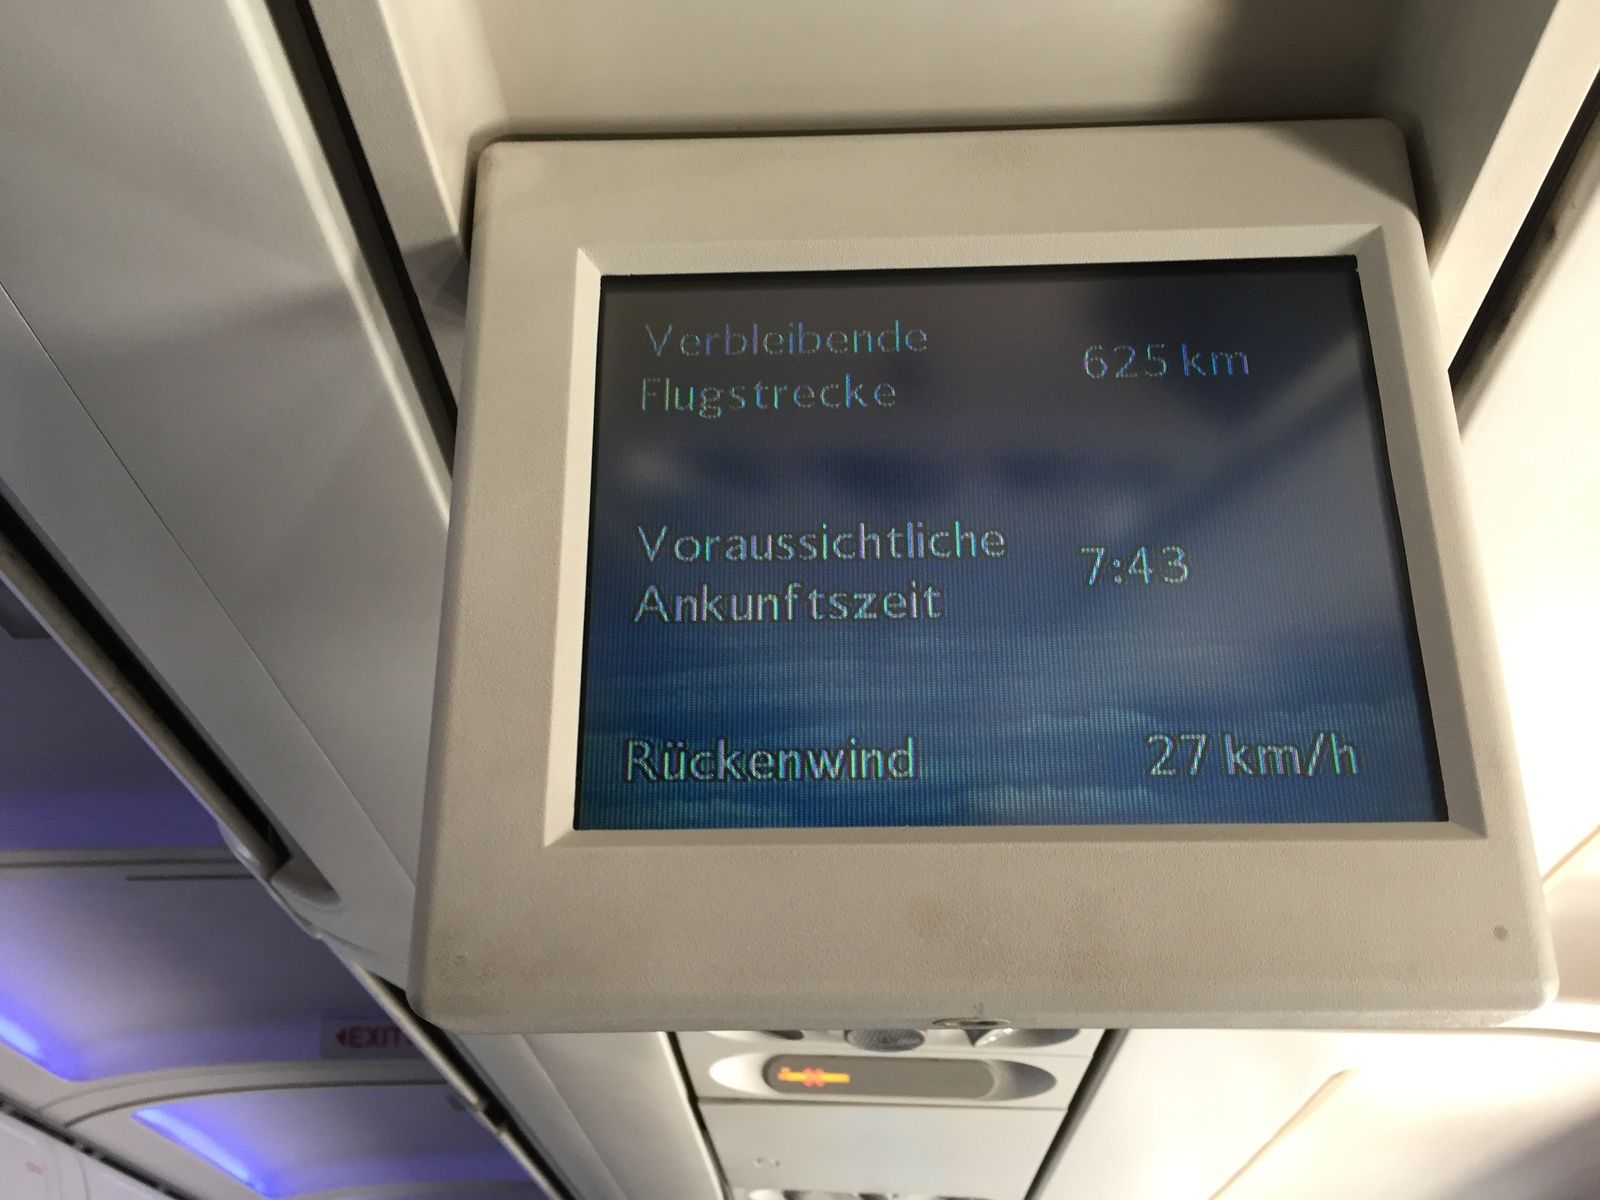 Verbleibende
Flugstrecke 625 km
Voraussichtliche
Ankunftszeit 7:43
Rückenwind 27 km/h
EXIT